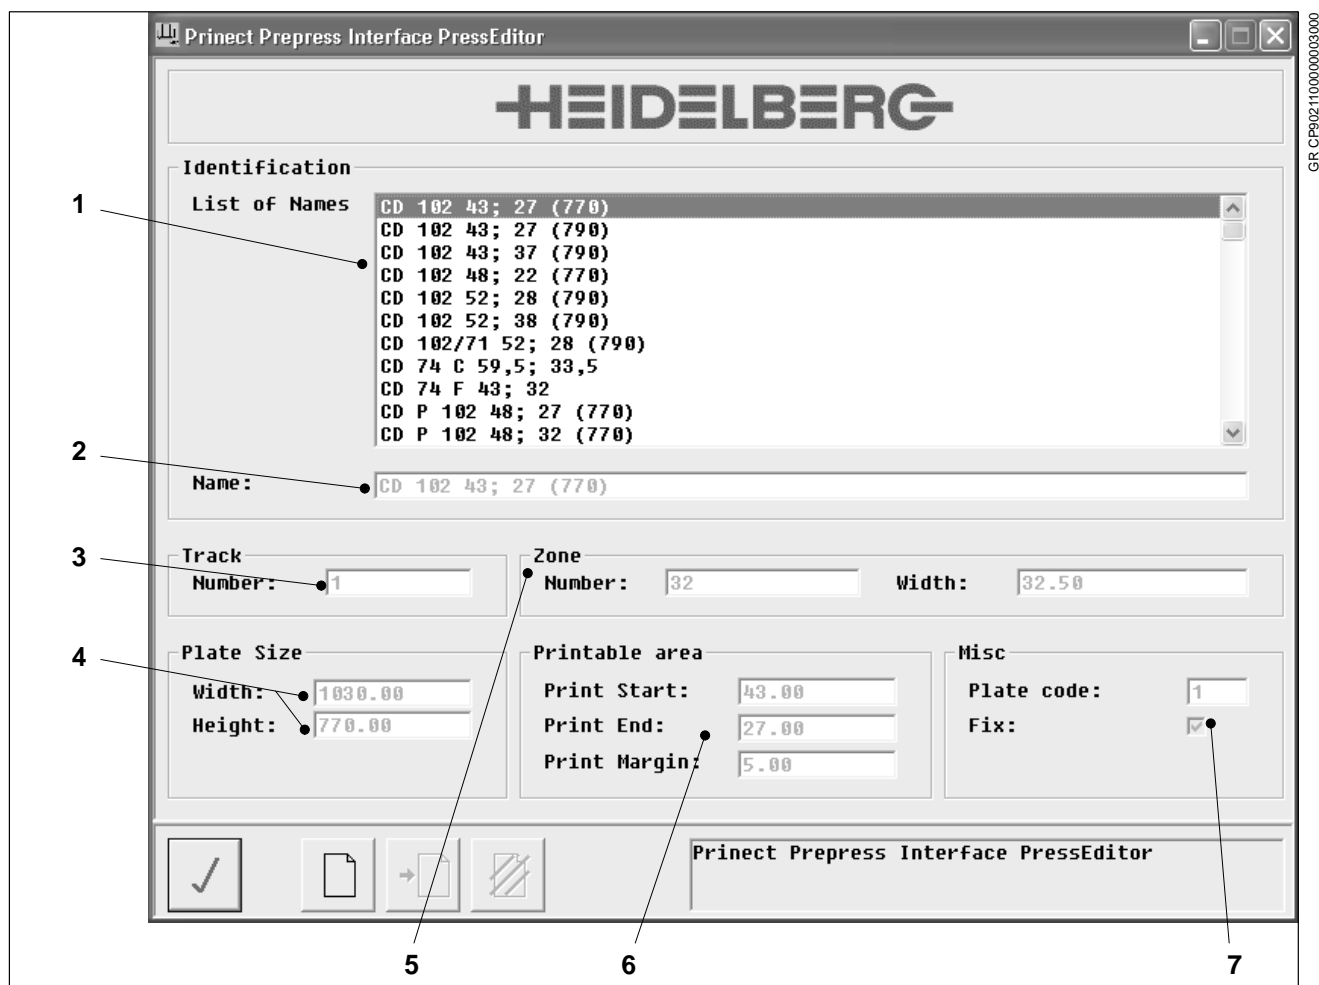 Prinect Prepress Interface PressEditor
GR CP90211000000003000
HEIDELBERG
Identification
1
List of Names
CD 102 43; 27 (770)
CD 102 43; 27 (790)
CD 102 43; 37 (790)
CD 102 48; 22 (770)
CD 102 52; 28 (790)
CD 102 52; 38 (790)
CD 102/71 52; 28 (790)
CD 74 C 59,5; 33,5
CD 74 F 43; 32
CD P 102 48; 27 (770)
CD P 102 48; 32 (770)
2
Name: CD 102 43; 27 (770)
3
Track
Number: 1
Zone
Number: 32 Width: 32.50
4
Plate Size
Width: 1030.00
Height: 770.00
Printable area
Print Start: 43.00
Print End: 27.00
Print Margin: 5.00
Misc
Plate code: 1
Fix:
Prinect Prepress Interface PressEditor
5 6 7